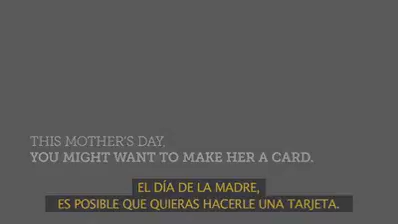 THIS MOTHER'S DAY,
YOU MIGHT WANT TO MAKE HER A CARD.
EL DÍA DE LA MADRE,
ES POSIBLE QUE QUIERAS HACERLE UNA TARJETA.